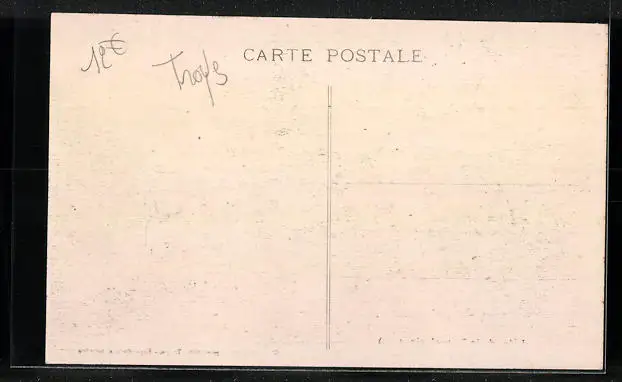 12€
Troyes
CARTE POSTALE